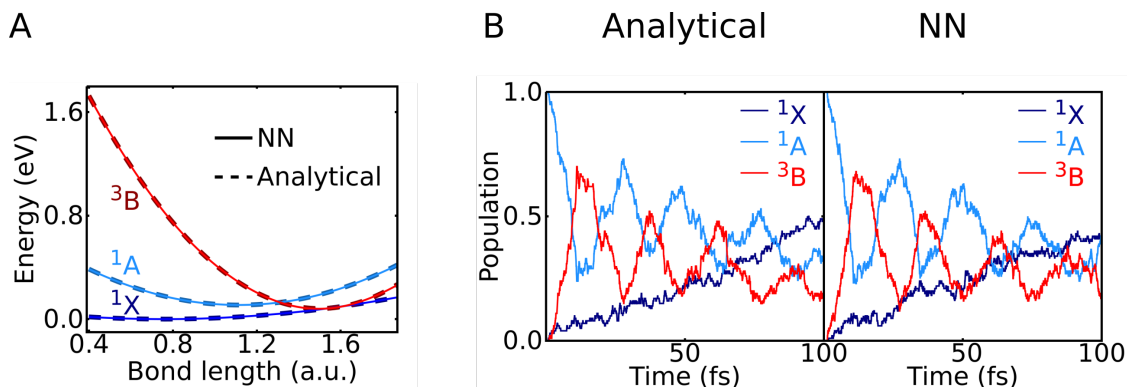 A
B
Analytical
NN
1.6
0.8
0.0
Energy (eV)
NN
Analytical
³B
¹A
¹X
0.4
0.8
1.2
1.6
Bond length (a.u.)
1.0
0.5
0.0
Population
¹X
¹A
³B
50
100
Time (fs)
¹X
¹A
³B
50
100
Time (fs)